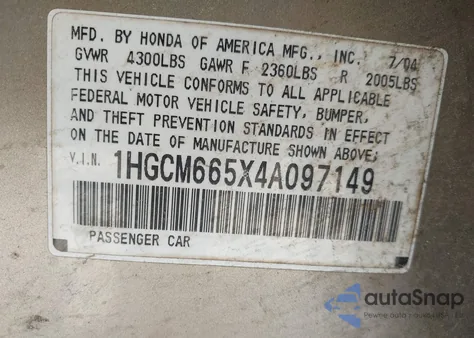 MFD. BY HONDA OF AMERICA MFG., INC. 7/04
GVWR 4300LBS GAWR F 2360LBS R 2005LBS
THIS VEHICLE CONFORMS TO ALL APPLICABLE
FEDERAL MOTOR VEHICLE SAFETY, BUMPER,
AND THEFT PREVENTION STANDARDS IN EFFECT
ON THE DATE OF MANUFACTURE SHOWN ABOVE;
V.I.N. 1HGCM665X4A097149
PASSENGER CAR
autoSnap